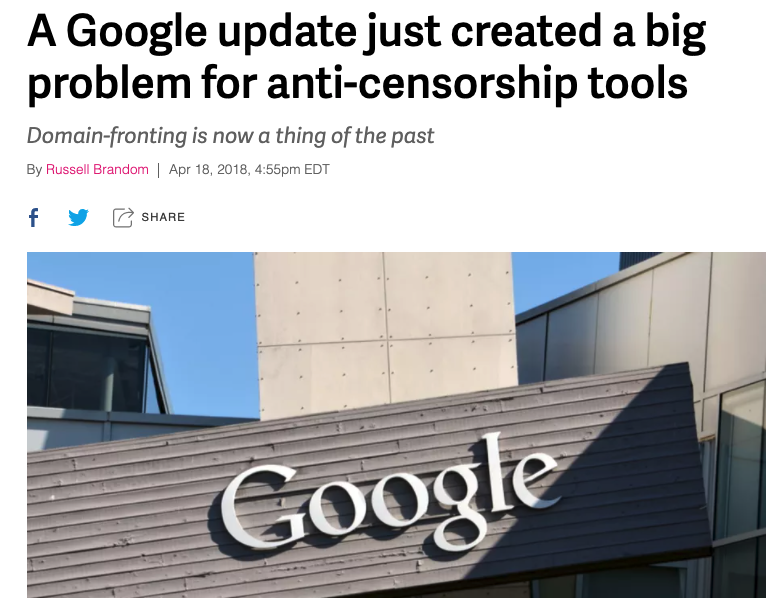 A Google update just created a big
problem for anti-censorship tools
Domain-fronting is now a thing of the past
By Russell Brandom | Apr 18, 2018, 4:55pm EDT
SHARE
Google